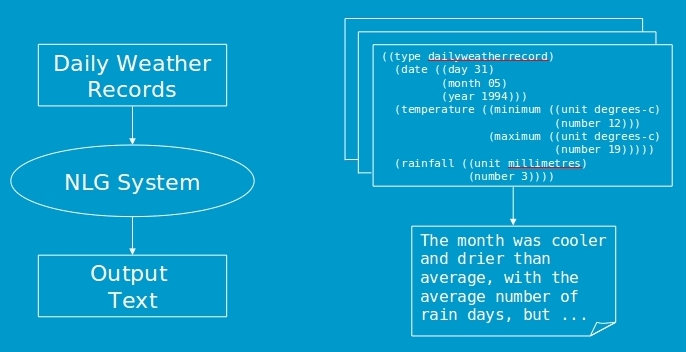 Daily Weather
Records
NLG System
Output
Text
((type dailyweatherrecord)
(date ((day 31)
(month 05)
(year 1994)))
(temperature ((minimum ((unit degrees-c)
(number 12)))
(maximum ((unit degrees-c)
(number 19)))))
(rainfall ((unit millimetres)
(number 3))))
The month was cooler
and drier than
average, with the
average number of
rain days, but ...